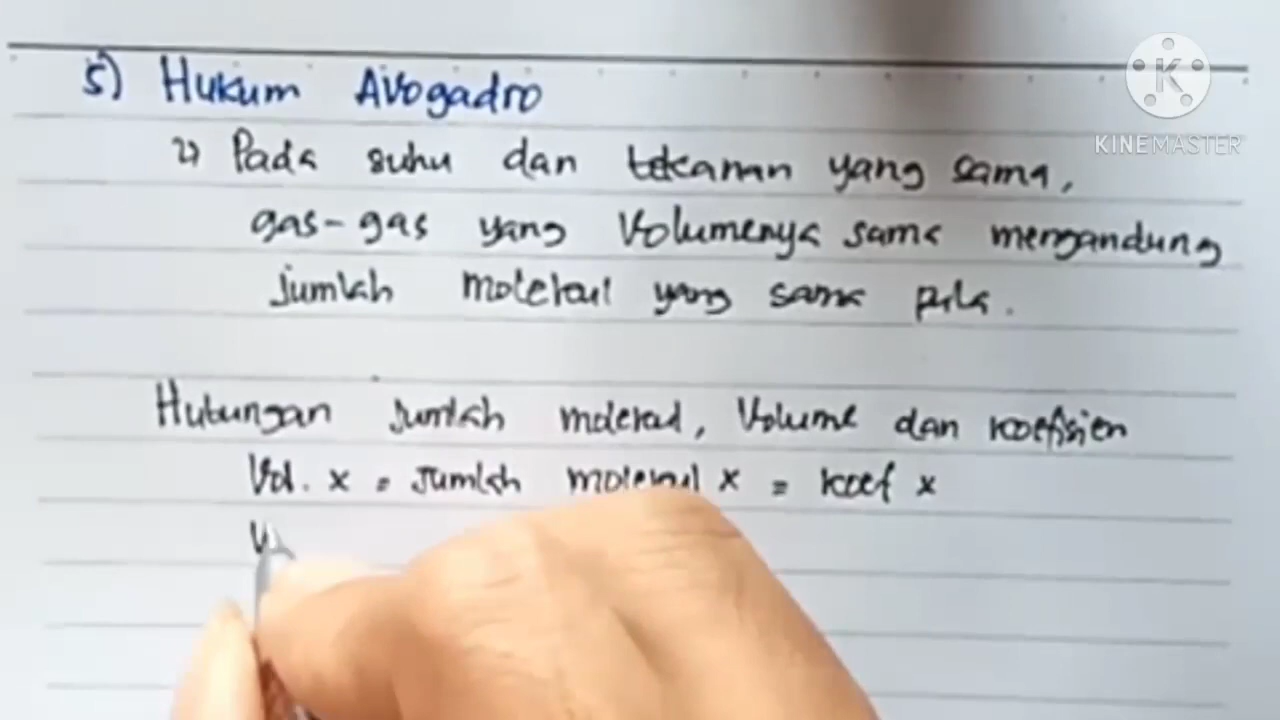 5) Hukum Avogadro
KINEMASTER
2) Pada suhu dan tekanan yang sama,
gas-gas yang Volumenya sama mengandung
jumlah molekul yang sama pula.
Hubungan jumlah molekul, Volume dan koefisien
Vol. x = Jumlah molekul x = koef x
V